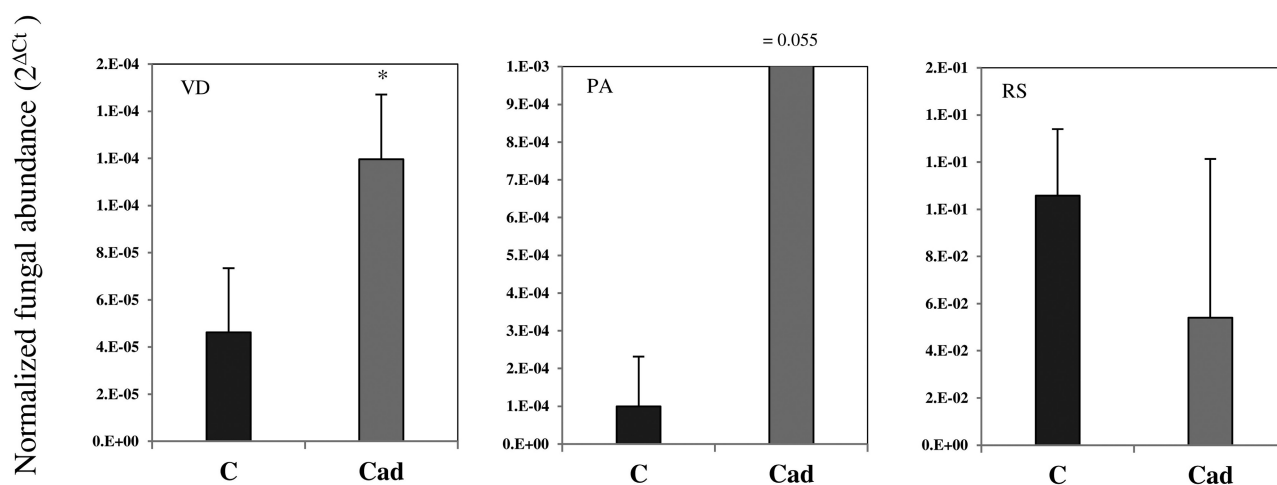 Normalized fungal abundance (2^ΔCt)
VD
*
2.E-04
1.E-04
1.E-04
1.E-04
8.E-05
6.E-05
4.E-05
2.E-05
0.E+00
C Cad
= 0.055
PA
1.E-03
9.E-04
8.E-04
7.E-04
6.E-04
5.E-04
4.E-04
3.E-04
2.E-04
1.E-04
0.E+00
C Cad
RS
2.E-01
1.E-01
1.E-01
1.E-01
8.E-02
6.E-02
4.E-02
2.E-02
0.E+00
C Cad